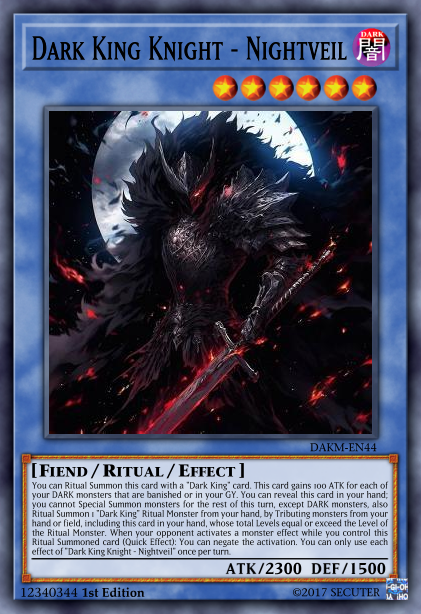 DARK KING KNIGHT - NIGHTVEIL
DARK
闇
DAKM-EN44
[FIEND / RITUAL / EFFECT]
You can Ritual Summon this card with a "Dark King" card. This card gains 100 ATK for each of
your DARK monsters that are banished or in your GY. You can reveal this card in your hand;
you cannot Special Summon monsters for the rest of this turn, except DARK monsters, also
Ritual Summon 1 "Dark King" Ritual Monster from your hand, by Tributing monsters from your
hand or field, including this card in your hand, whose total Levels equal or exceed the Level of
the Ritual Monster. When your opponent activates a monster effect while you control this
Ritual Summoned card (Quick Effect): You can negate the activation. You can only use each
effect of "Dark King Knight - Nightveil" once per turn.
ATK/2300 DEF/1500
12340344 1st Edition
©2017 SECUTER